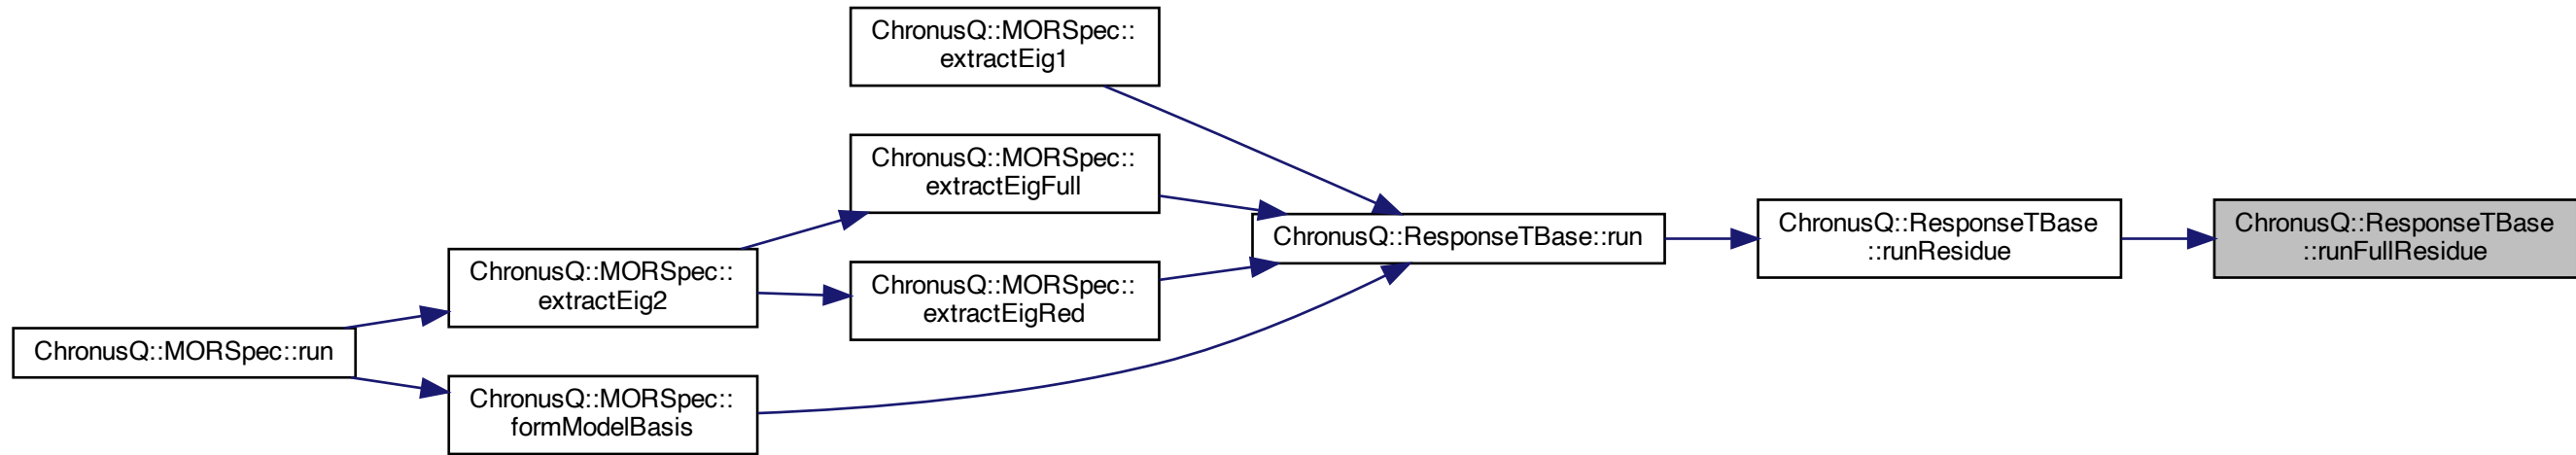 ChronusQ::MORSpec::
extractEig1
ChronusQ::MORSpec::
extractEigFull
ChronusQ::MORSpec::
extractEig2
ChronusQ::MORSpec::
extractEigRed
ChronusQ::MORSpec::run
ChronusQ::MORSpec::
formModelBasis
ChronusQ::ResponseTBase::run
ChronusQ::ResponseTBase
::runResidue
ChronusQ::ResponseTBase
::runFullResidue